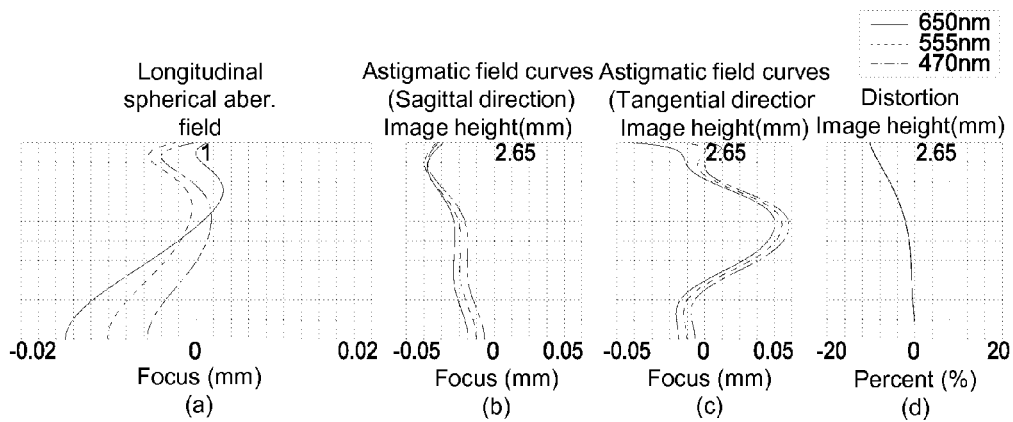 650nm
555nm
470nm
Longitudinal
spherical aber.
field
1
-0.02 0 0.02
Focus (mm)
(a)
Astigmatic field curves
(Sagittal direction)
Image height(mm)
2.65
-0.05 0 0.05
Focus (mm)
(b)
Astigmatic field curves
(Tangential direction
Image height(mm)
2.65
-0.05 0 0.05
Focus (mm)
(c)
Distortion
Image height(mm)
2.65
-20 0 20
Percent (%)
(d)